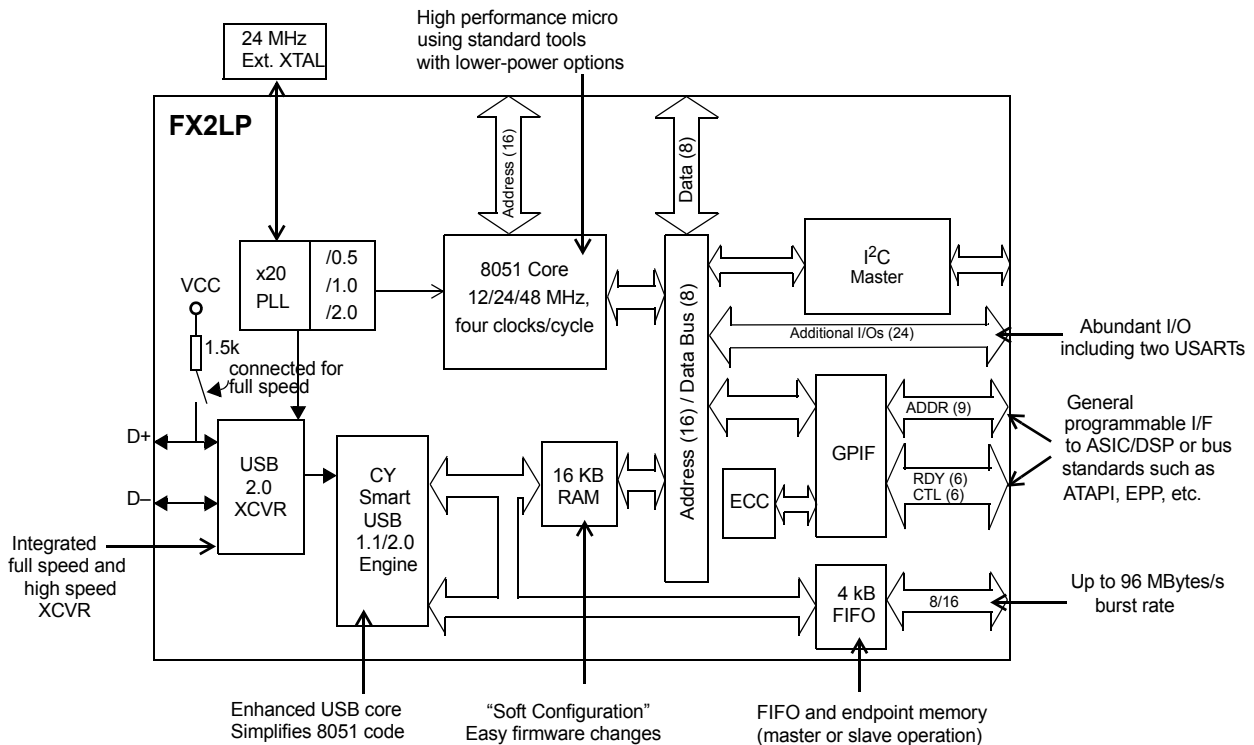 24 MHz
Ext. XTAL
High performance micro
using standard tools
with lower-power options
FX2LP
Address (16)
Data (8)
VCC
1.5k
connected for
full speed
x20
PLL
/0.5
/1.0
/2.0
8051 Core
12/24/48 MHz,
four clocks/cycle
Address (16) / Data Bus (8)
I²C
Master
Additional I/Os (24)
Abundant I/O
including two USARTs
ADDR (9)
GPIF
RDY (6)
CTL (6)
General
programmable I/F
to ASIC/DSP or bus
standards such as
ATAPI, EPP, etc.
D+
D–
USB
2.0
XCVR
CY
Smart
USB
1.1/2.0
Engine
16 KB
RAM
ECC
Integrated
full speed and
high speed
XCVR
4 kB
FIFO
8/16
Up to 96 MBytes/s
burst rate
Enhanced USB core
Simplifies 8051 code
“Soft Configuration”
Easy firmware changes
FIFO and endpoint memory
(master or slave operation)